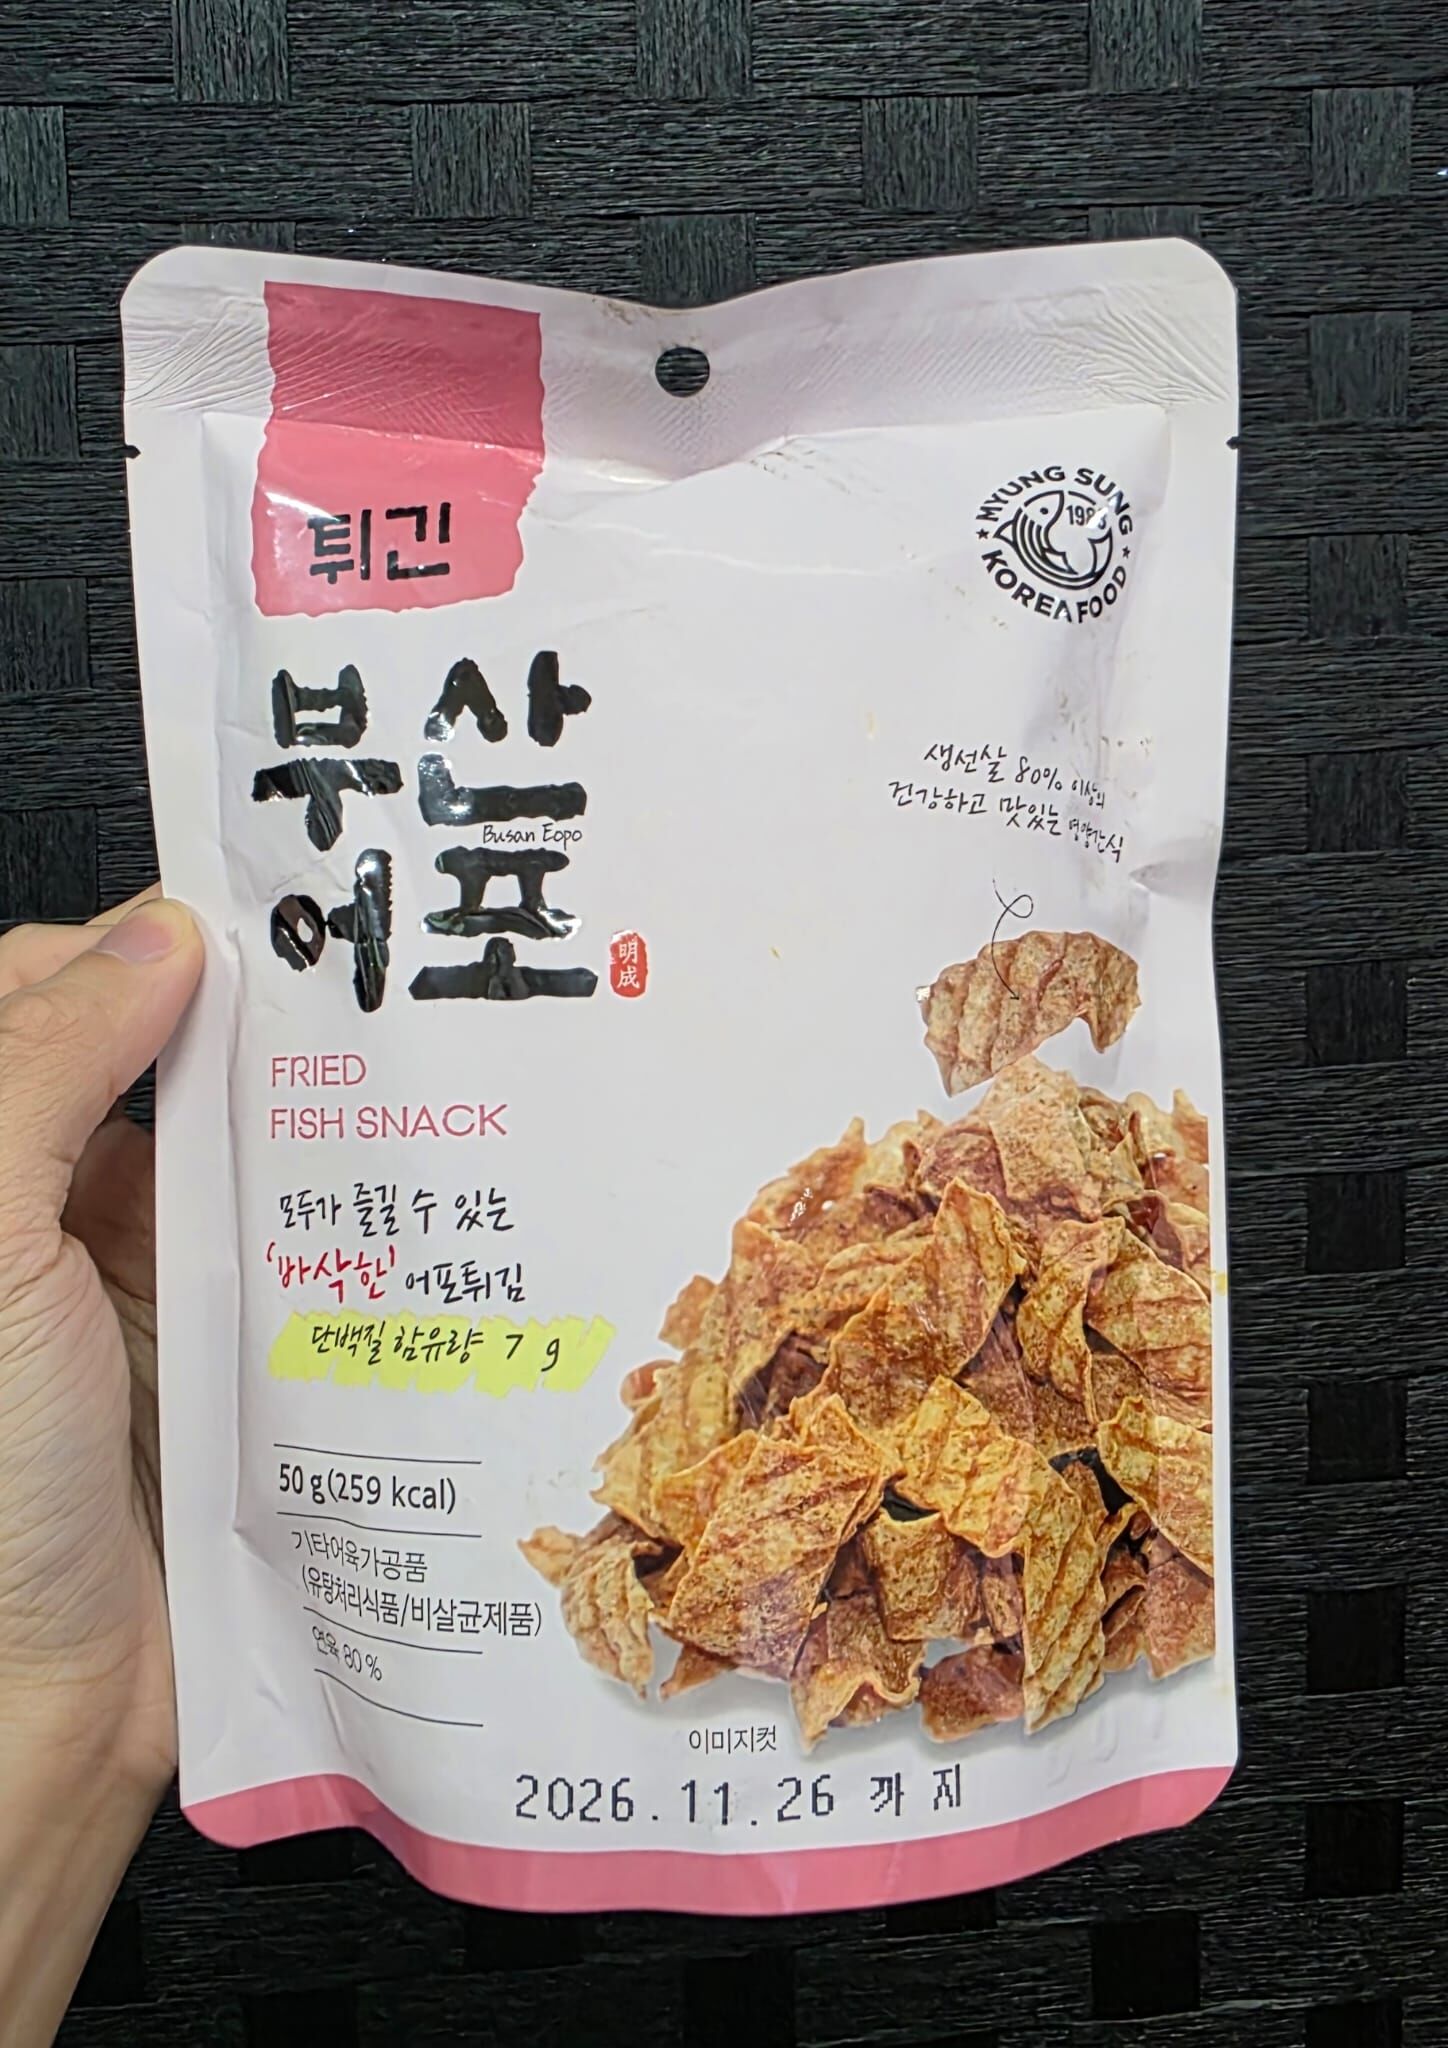 튀긴
MYUNG SUNG
KOREA FOOD
부산
Busan Eopo
어포
明
成
생선살 80% 이상의
건강하고 맛있는 영양간식
FRIED
FISH SNACK
모두가 즐길 수 있는
'바삭한' 어포튀김
단백질 함유량 7 g
50 g(259 kcal)
기타어육가공품
(유탕처리식품/비살균제품)
연육 80 %
이미지컷
2026.11.26 까지